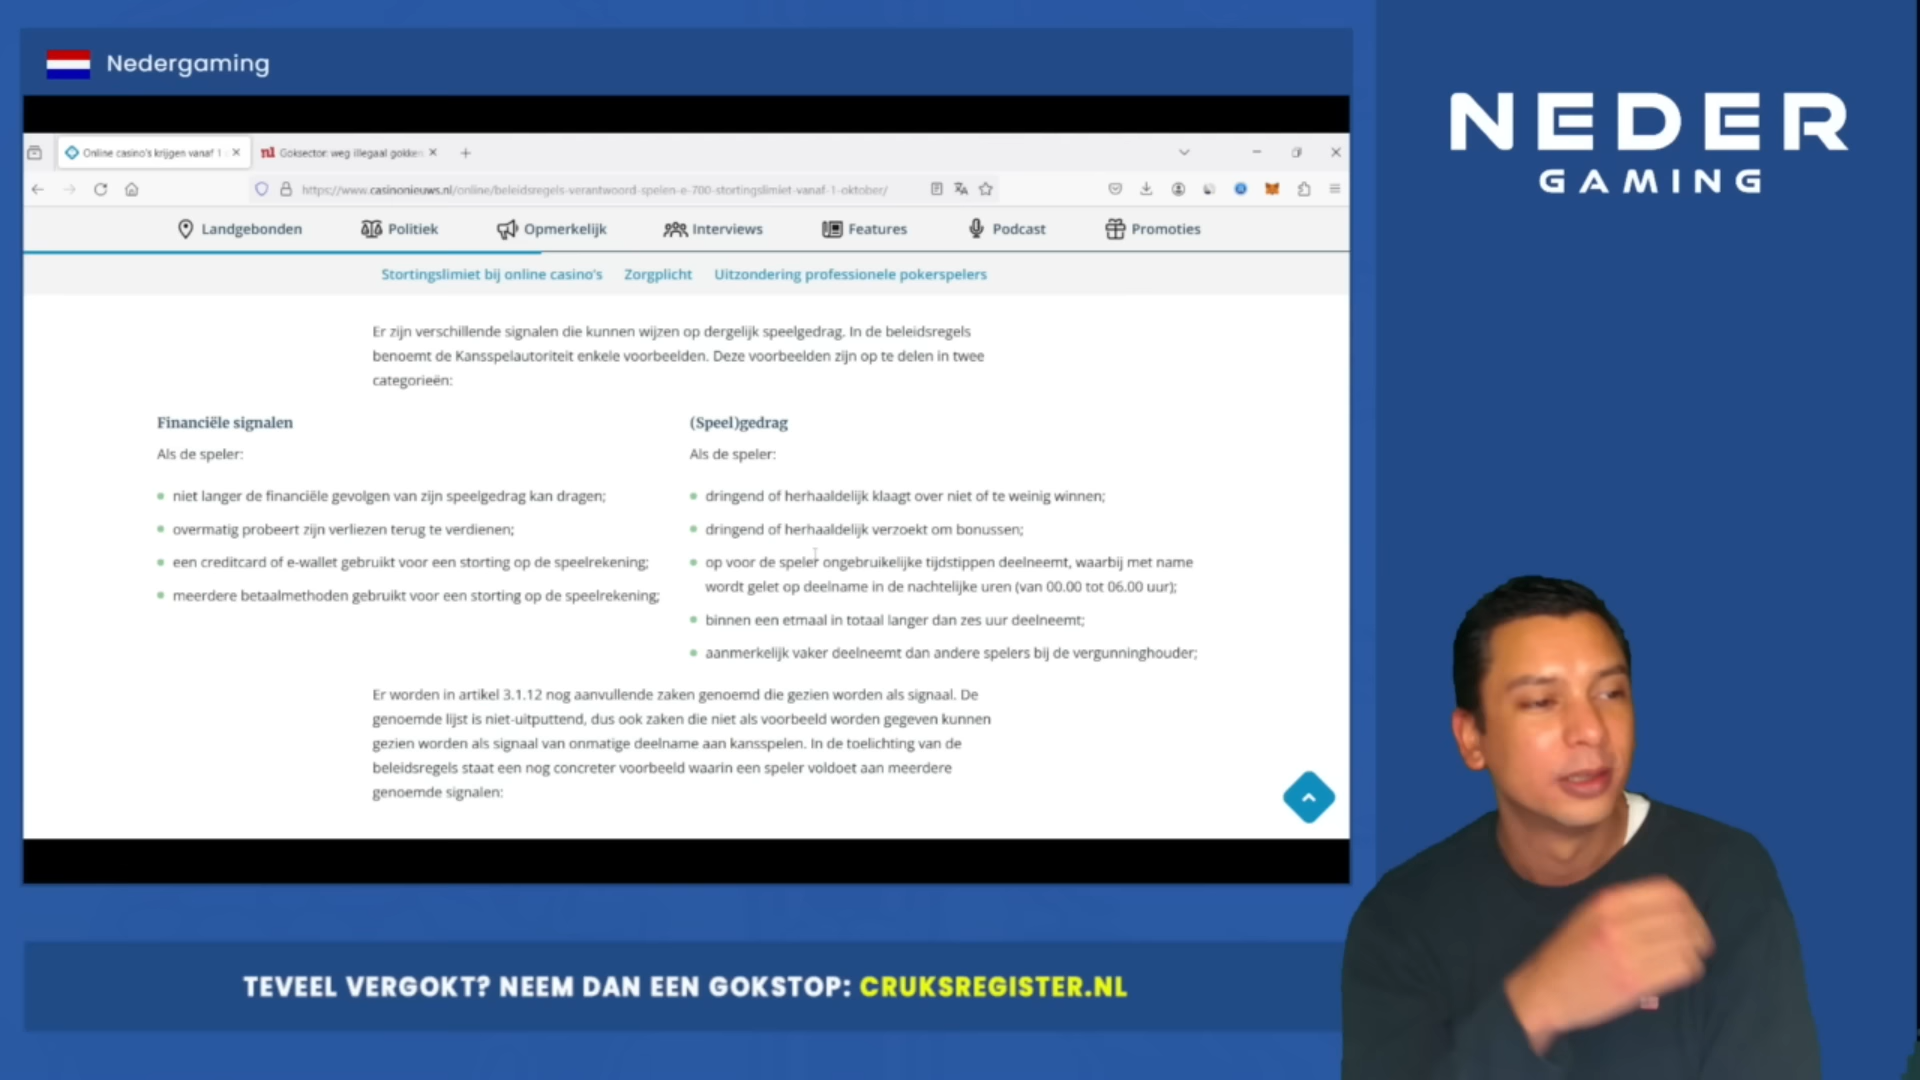 Nedergaming
NEDER
GAMING
Online casino's krijgen vanaf 1
nl Goksector: weg illegaal gokken
https://www.casinonieuws.nl/online/beleidsregels-verantwoord-spelen-e-700-stortingslimiet-vanaf-1-oktober/
Landgebonden Politiek Opmerkelijk Interviews Features Podcast Promoties
Stortingslimiet bij online casino's Zorgplicht Uitzondering professionele pokerspelers
Er zijn verschillende signalen die kunnen wijzen op dergelijk speelgedrag. In de beleidsregels
benoemt de Kansspelautoriteit enkele voorbeelden. Deze voorbeelden zijn op te delen in twee
categorieën:
Financiële signalen
Als de speler:
niet langer de financiële gevolgen van zijn speelgedrag kan dragen;
overmatig probeert zijn verliezen terug te verdienen;
een creditcard of e-wallet gebruikt voor een storting op de speelrekening;
meerdere betaalmethoden gebruikt voor een storting op de speelrekening;
(Speel)gedrag
Als de speler:
dringend of herhaaldelijk klaagt over niet of te weinig winnen;
dringend of herhaaldelijk verzoekt om bonussen;
op voor de speler ongebruikelijke tijdstippen deelneemt, waarbij met name
wordt gelet op deelname in de nachtelijke uren (van 00.00 tot 06.00 uur);
binnen een etmaal in totaal langer dan zes uur deelneemt;
aanmerkelijk vaker deelneemt dan andere spelers bij de vergunninghouder;
Er worden in artikel 3.1.12 nog aanvullende zaken genoemd die gezien worden als signaal. De
genoemde lijst is niet-uitputtend, dus ook zaken die niet als voorbeeld worden gegeven kunnen
gezien worden als signaal van onmatige deelname aan kansspelen. In de toelichting van de
beleidsregels staat een nog concreter voorbeeld waarin een speler voldoet aan meerdere
genoemde signalen:
TEVEEL VERGOKT? NEEM DAN EEN GOKSTOP: CRUKSREGISTER.NL